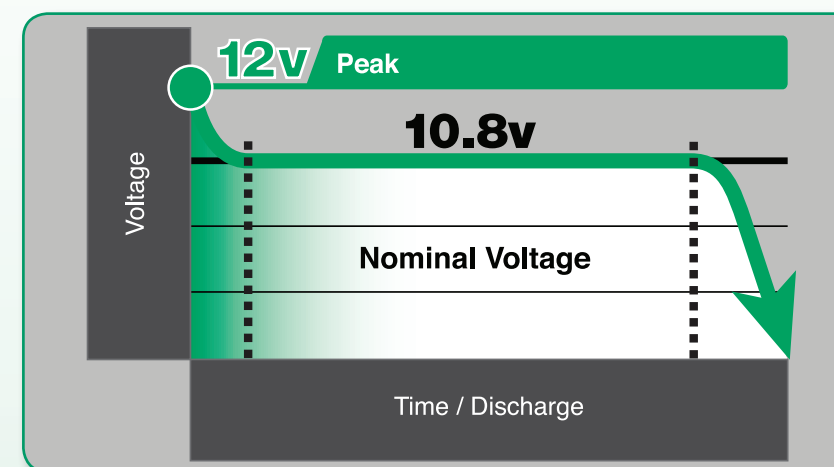 12v Peak
10.8v
Voltage
Nominal Voltage
Time / Discharge